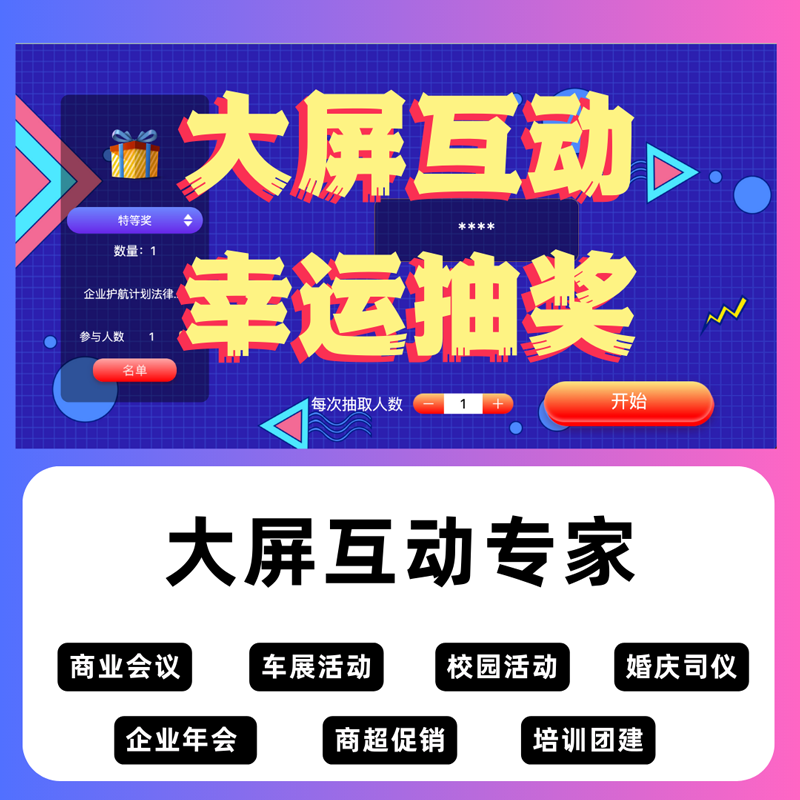 大屏互动
特等奖
数量：1
****
幸运抽奖
企业护航计划法律...
参与人数 1
名单
每次抽取人数 － 1 ＋
开始
大屏互动专家
商业会议 车展活动 校园活动 婚庆司仪
企业年会 商超促销 培训团建